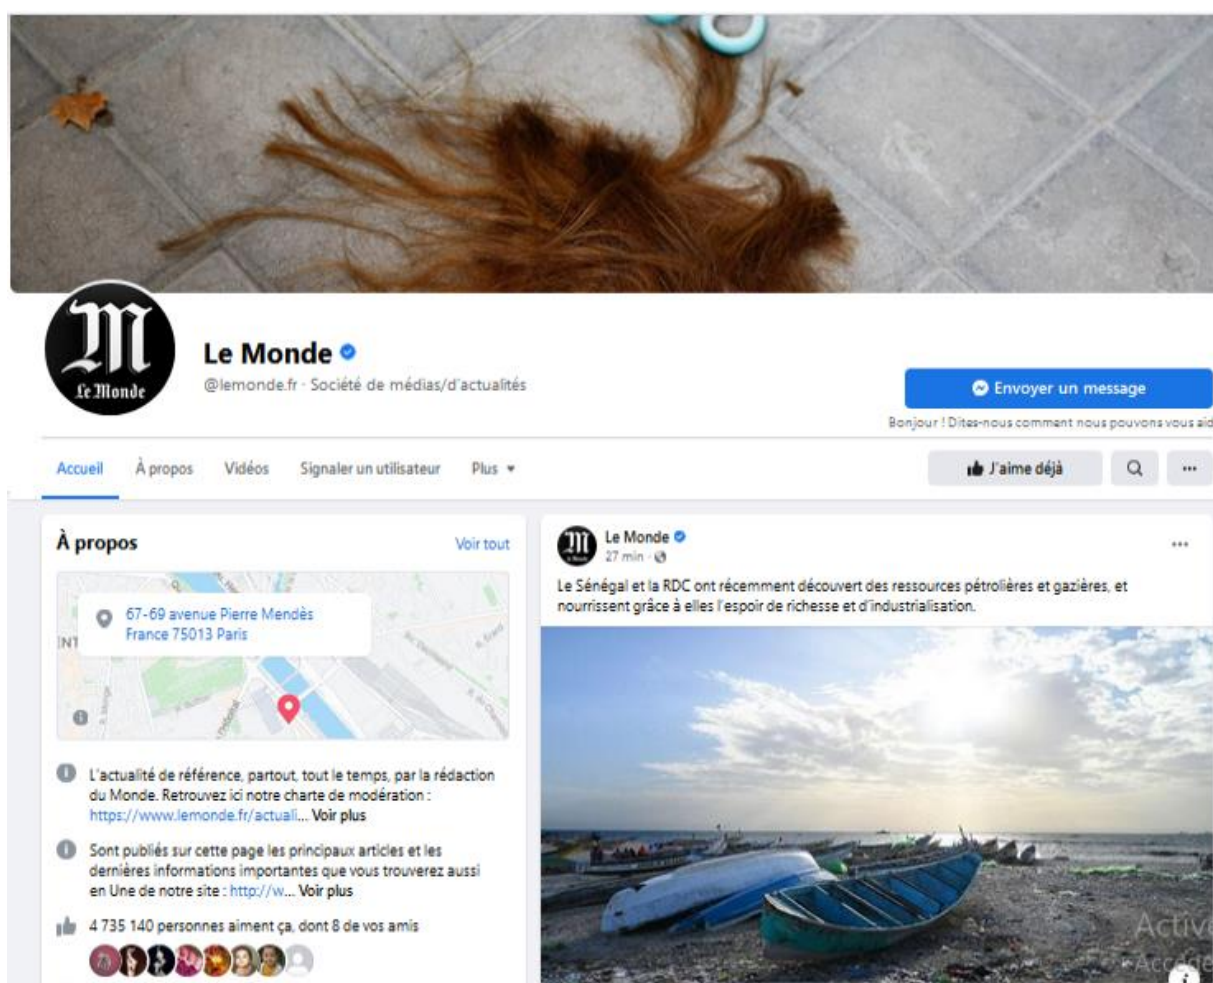 M
Le Monde
Le Monde
@lemonde.fr · Société de médias/d'actualités
Envoyer un message
Bonjour ! Dites-nous comment nous pouvons vous aid
Accueil
À propos
Vidéos
Signaler un utilisateur
Plus
J'aime déjà
À propos
Voir tout
67-69 avenue Pierre Mendès
France 75013 Paris
L'actualité de référence, partout, tout le temps, par la rédaction
du Monde. Retrouvez ici notre charte de modération :
https://www.lemonde.fr/actuali... Voir plus
Sont publiés sur cette page les principaux articles et les
dernières informations importantes que vous trouverez aussi
en Une de notre site : http://w... Voir plus
4 735 140 personnes aiment ça, dont 8 de vos amis
Le Monde
27 min ·
Le Sénégal et la RDC ont récemment découvert des ressources pétrolières et gazières, et
nourrissent grâce à elles l'espoir de richesse et d'industrialisation.
Active
Accéde